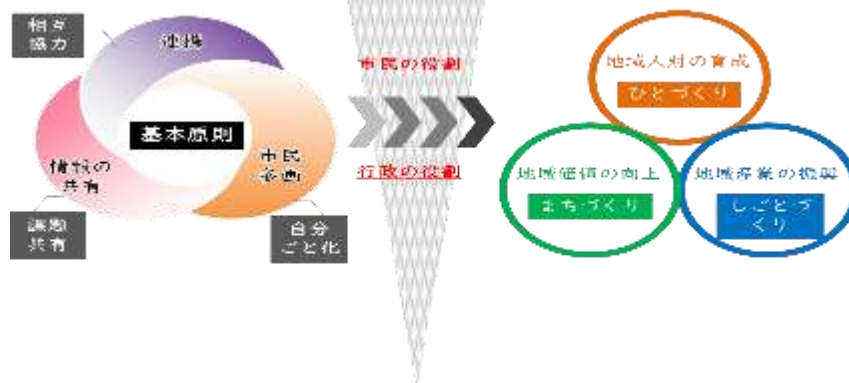 相互
協力
連携
基本原則
情報の
共有
市民
参画
課題
共有
自分
ごと化
市民の役割
行政の役割
地域人財の育成
ひとづくり
地域価値の向上
まちづくり
地域産業の振興
しごとづ
くり